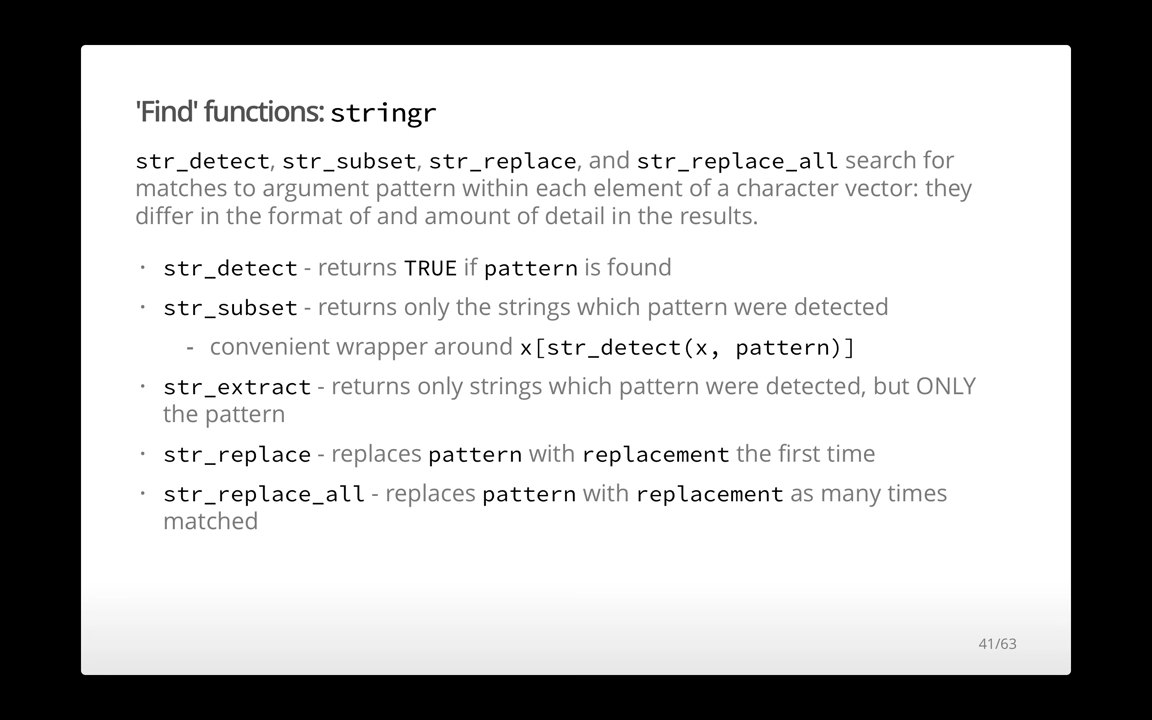 'Find' functions: stringr
str_detect, str_subset, str_replace, and str_replace_all search for
matches to argument pattern within each element of a character vector: they
differ in the format of and amount of detail in the results.
· str_detect - returns TRUE if pattern is found
· str_subset - returns only the strings which pattern were detected
- convenient wrapper around x[str_detect(x, pattern)]
· str_extract - returns only strings which pattern were detected, but ONLY
the pattern
· str_replace - replaces pattern with replacement the first time
· str_replace_all - replaces pattern with replacement as many times
matched
41/63